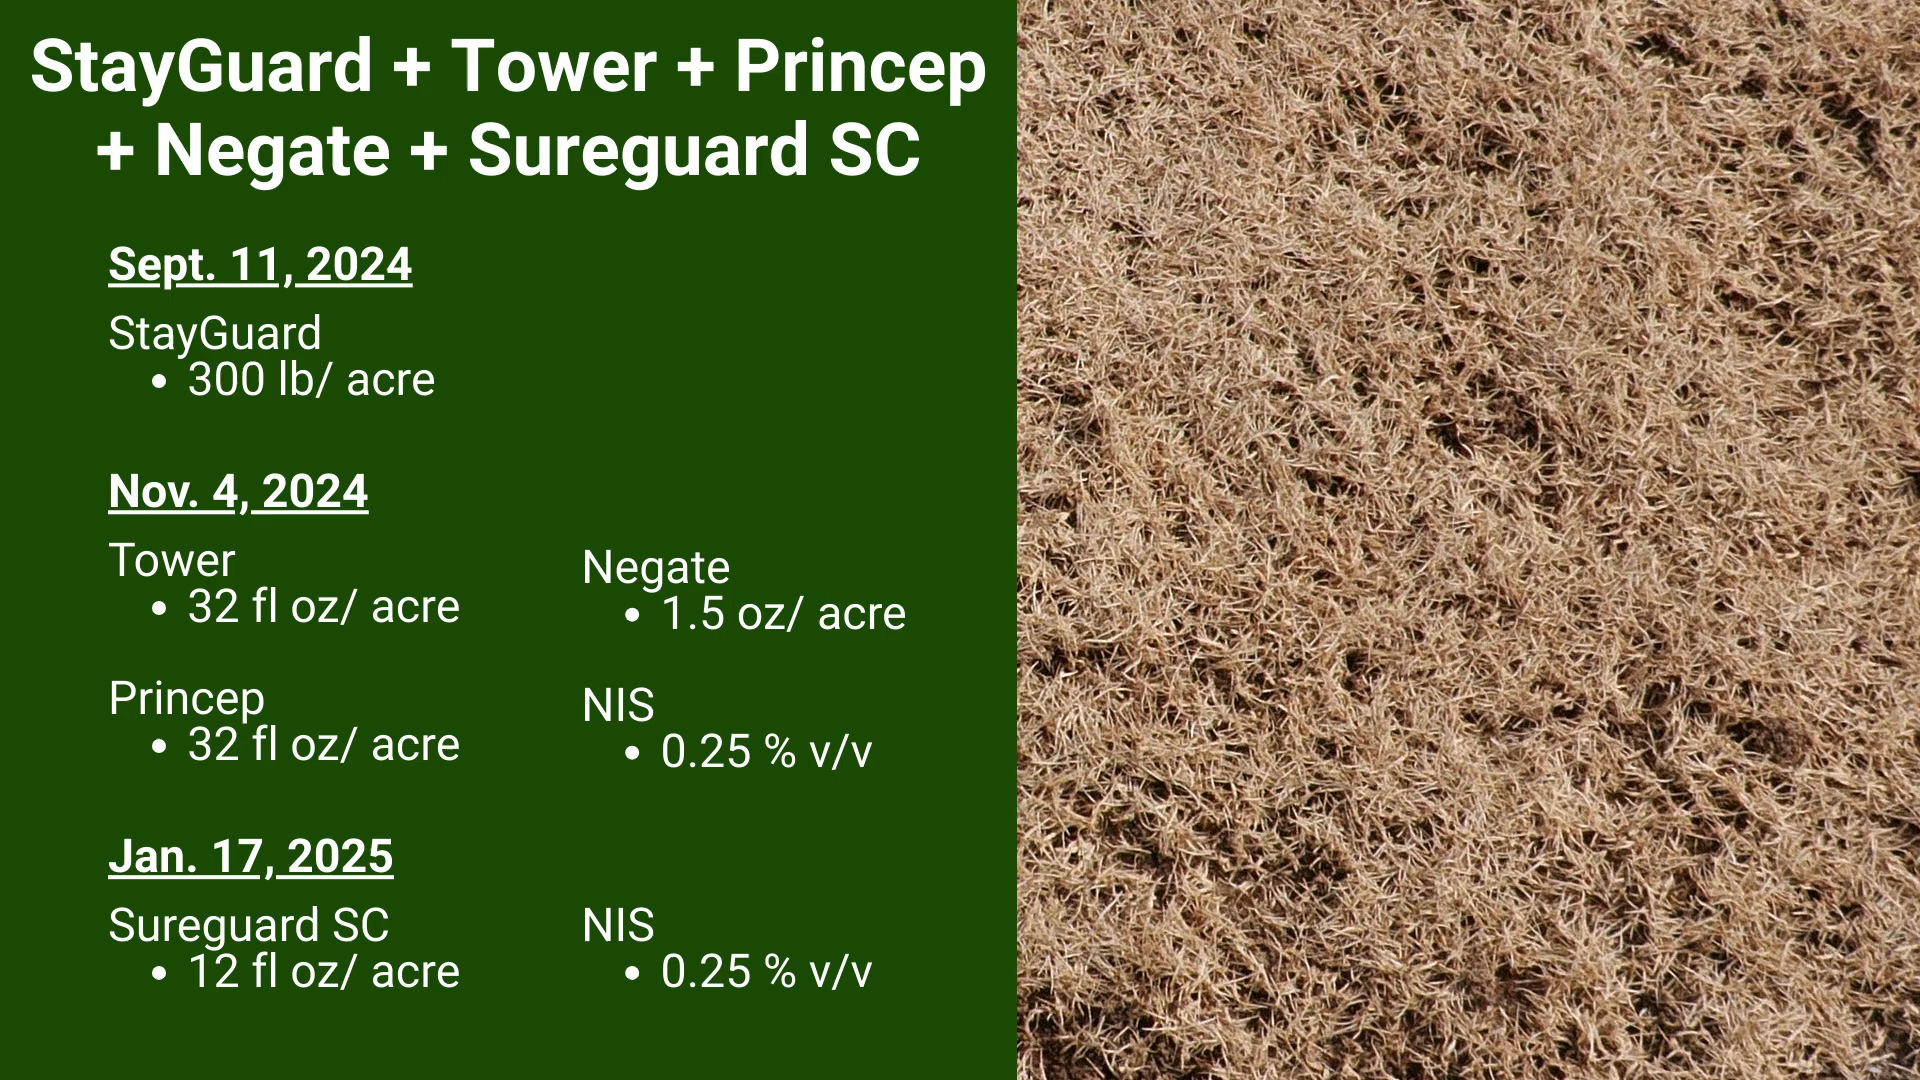 StayGuard + Tower + Princep
+ Negate + Sureguard SC
Sept. 11, 2024
StayGuard
• 300 lb/ acre
Nov. 4, 2024
Tower
• 32 fl oz/ acre
Princep
• 32 fl oz/ acre
Negate
• 1.5 oz/ acre
NIS
• 0.25 % v/v
Jan. 17, 2025
Sureguard SC
• 12 fl oz/ acre
NIS
• 0.25 % v/v